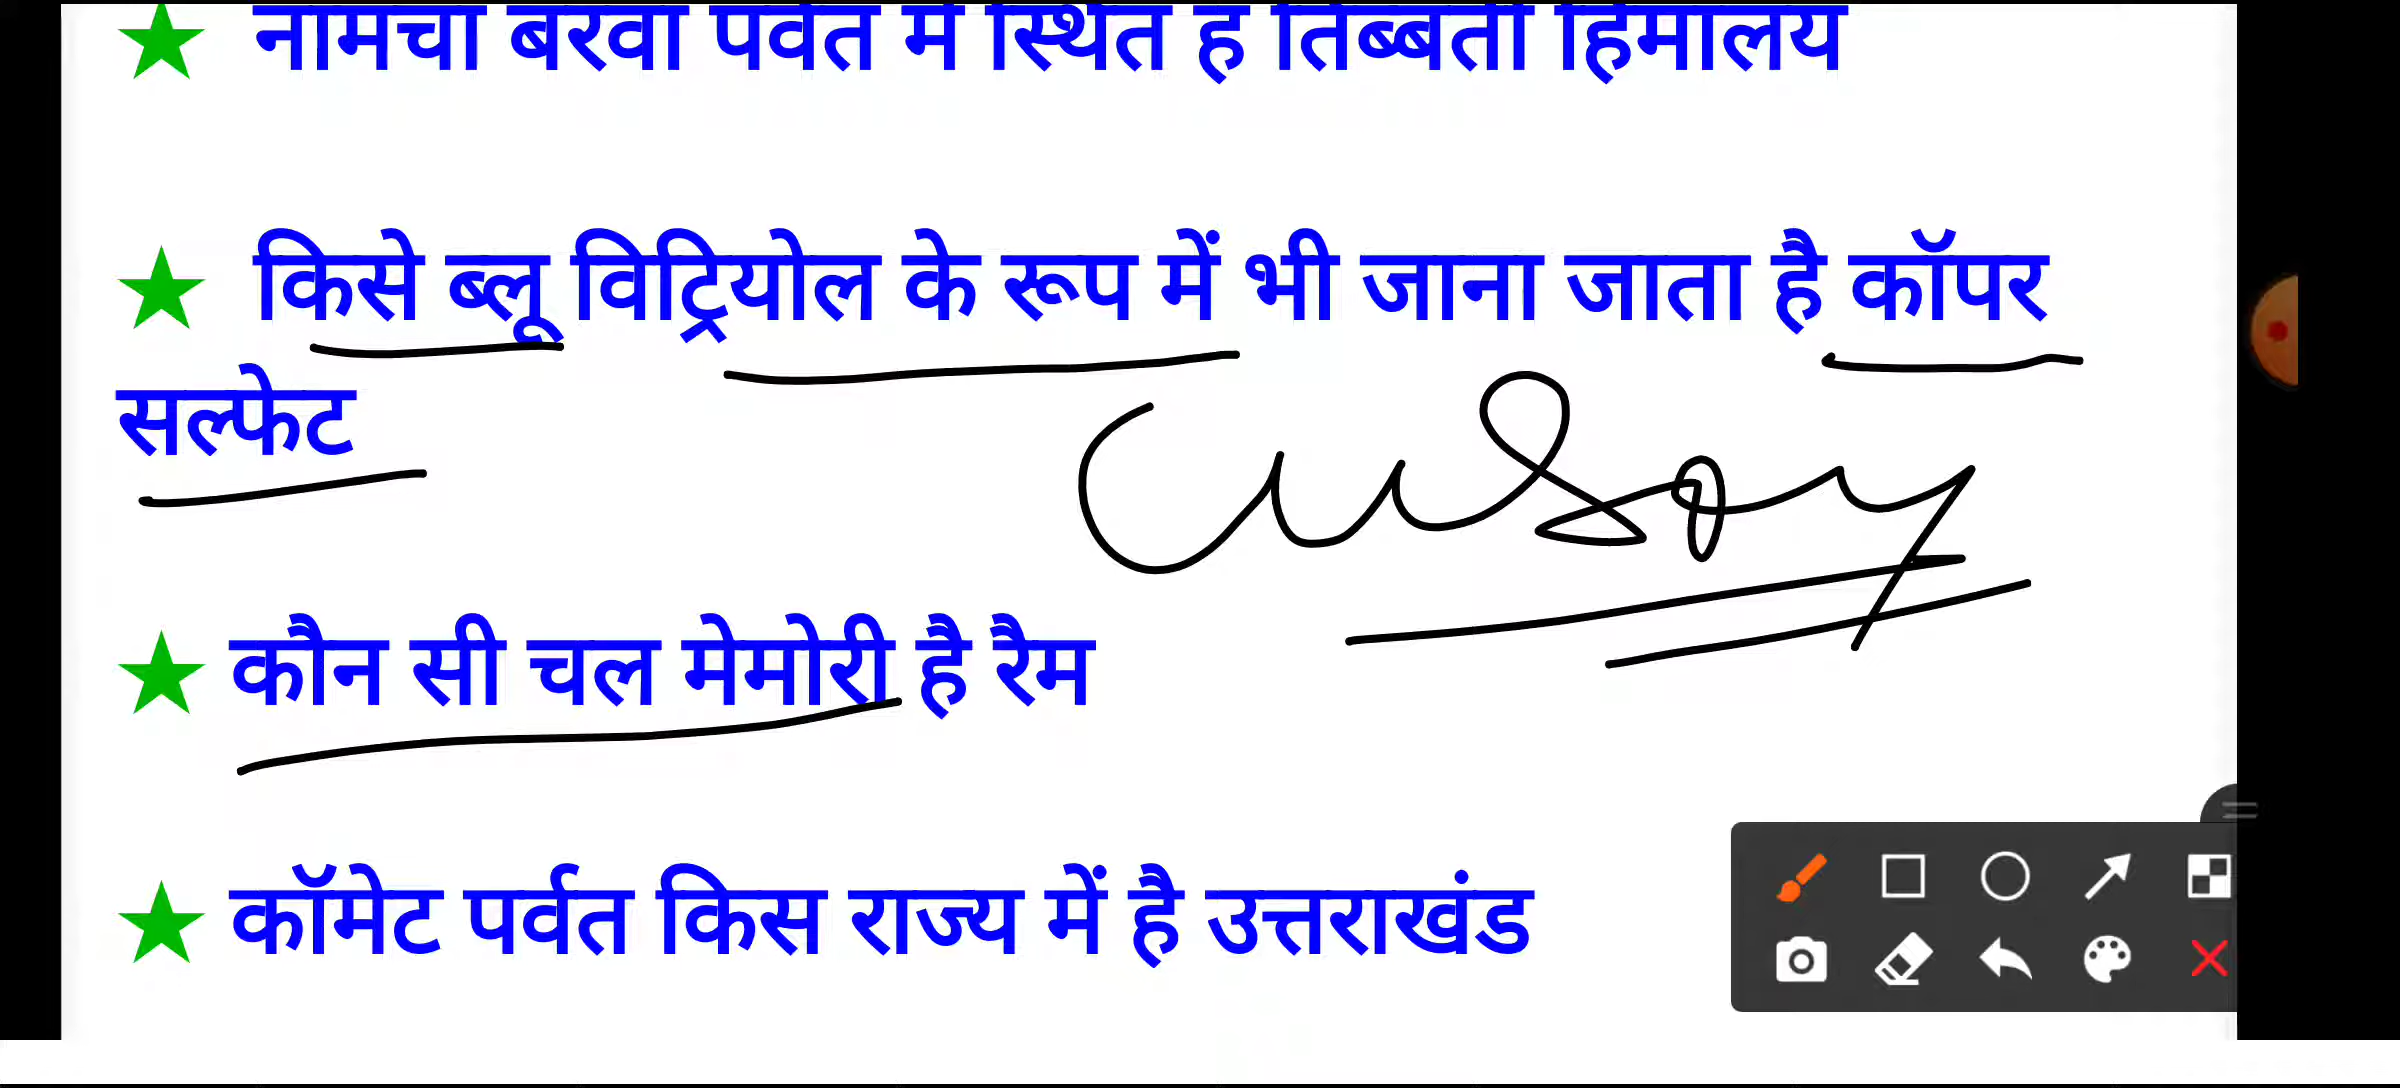 ★ नामचा बरवा पर्वत में स्थित है तिब्बती हिमालय
★ किसे ब्लू विट्रियोल के रूप में भी जाना जाता है कॉपर
सल्फेट
CuSo4
★ कौन सी चल मेमोरी है रैम
★ कॉमेट पर्वत किस राज्य में है उत्तराखंड